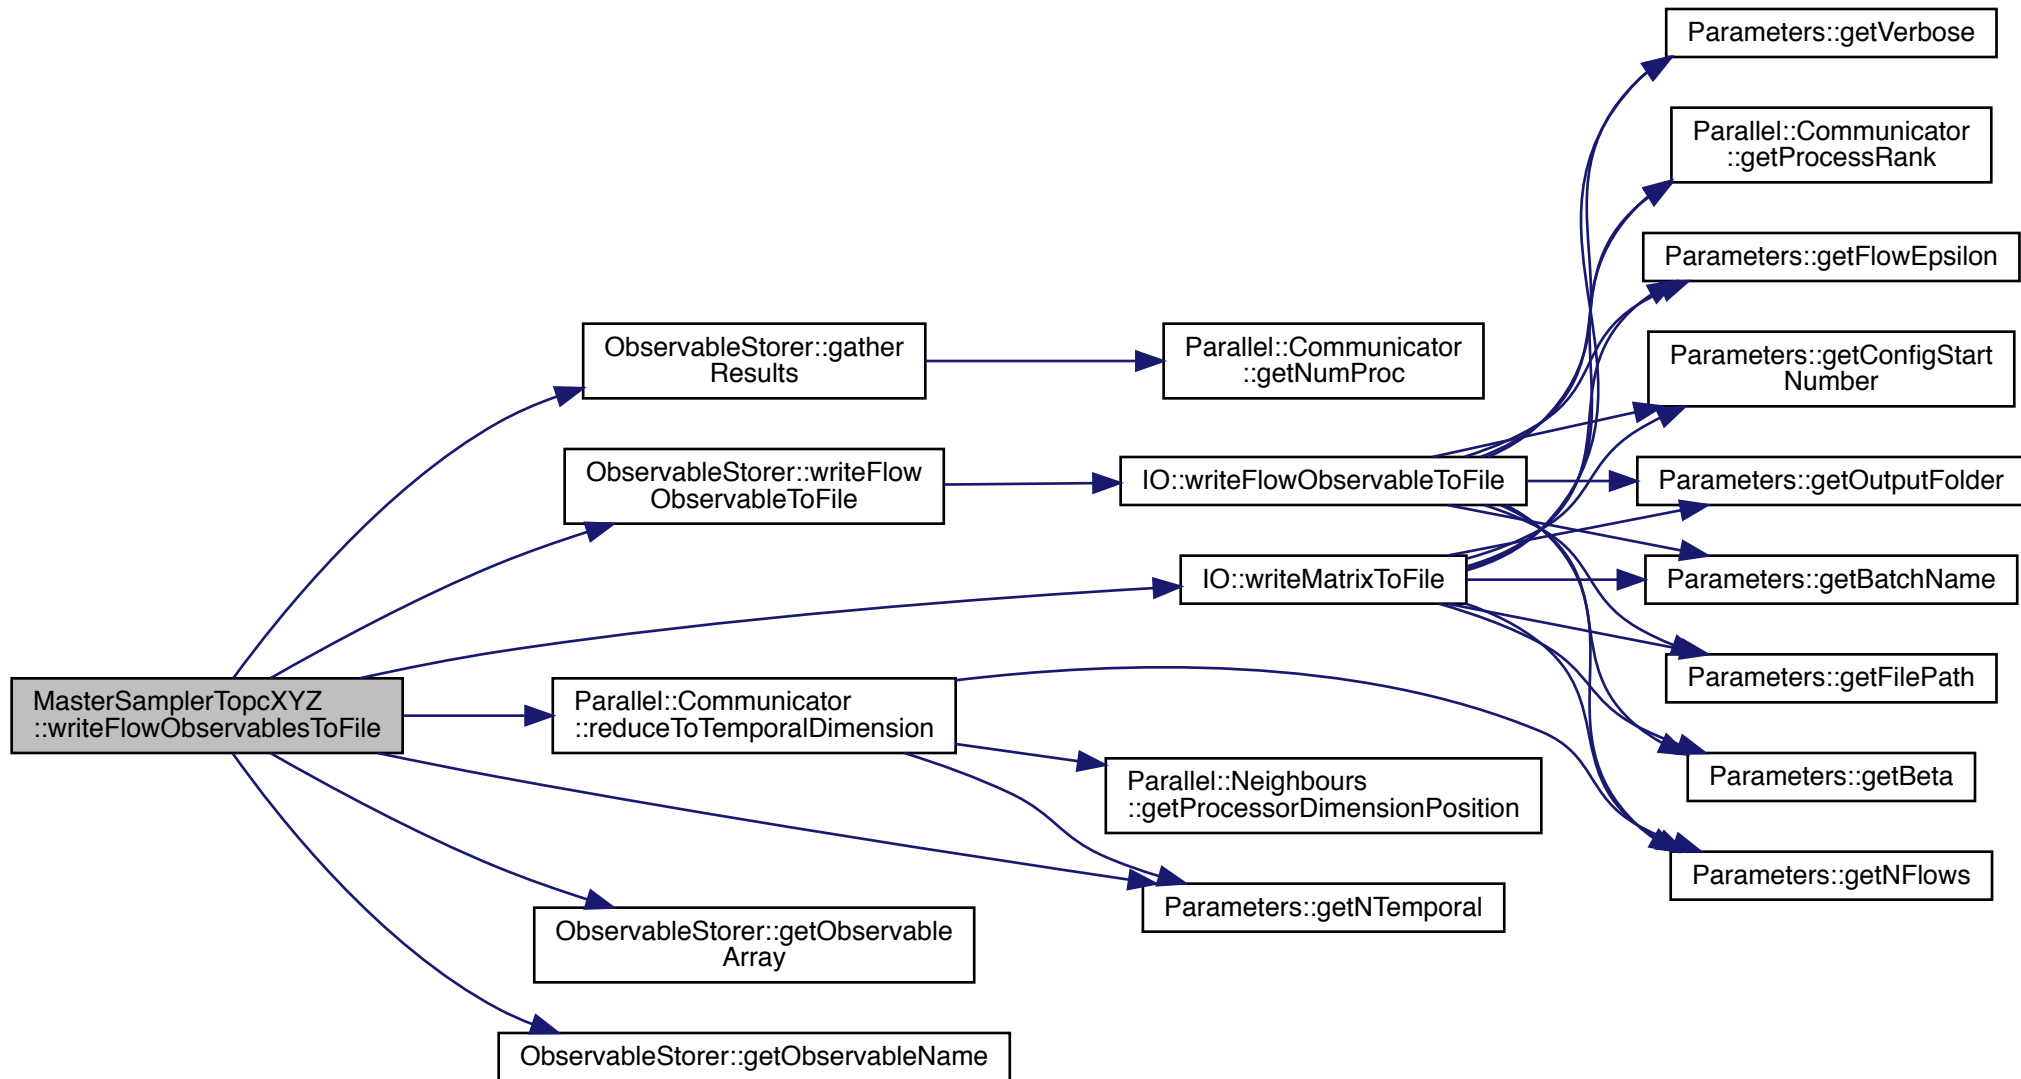 MasterSamplerTopcXYZ
::writeFlowObservablesToFile
ObservableStorer::gather
Results
ObservableStorer::writeFlow
ObservableToFile
Parallel::Communicator
::reduceToTemporalDimension
ObservableStorer::getObservable
Array
ObservableStorer::getObservableName
Parallel::Communicator
::getNumProc
IO::writeFlowObservableToFile
IO::writeMatrixToFile
Parallel::Neighbours
::getProcessorDimensionPosition
Parameters::getNTemporal
Parameters::getVerbose
Parallel::Communicator
::getProcessRank
Parameters::getFlowEpsilon
Parameters::getConfigStart
Number
Parameters::getOutputFolder
Parameters::getBatchName
Parameters::getFilePath
Parameters::getBeta
Parameters::getNFlows